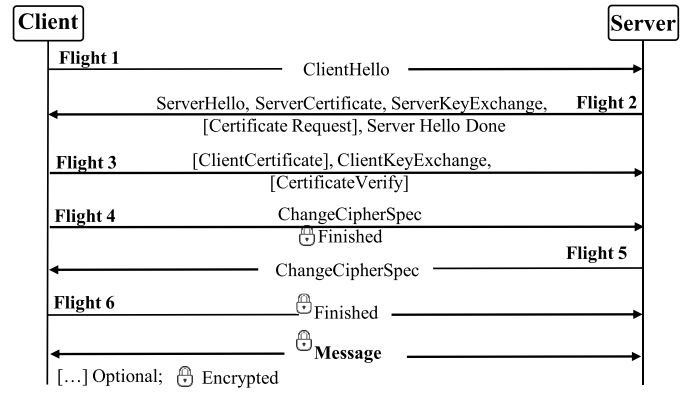 Client
Server
Flight 1
ClientHello
ServerHello, ServerCertificate, ServerKeyExchange,
Flight 2
[Certificate Request], Server Hello Done
Flight 3
[ClientCertificate], ClientKeyExchange,
[CertificateVerify]
Flight 4
ChangeCipherSpec
Finished
Flight 5
ChangeCipherSpec
Flight 6
Finished
Message
[…] Optional; Encrypted